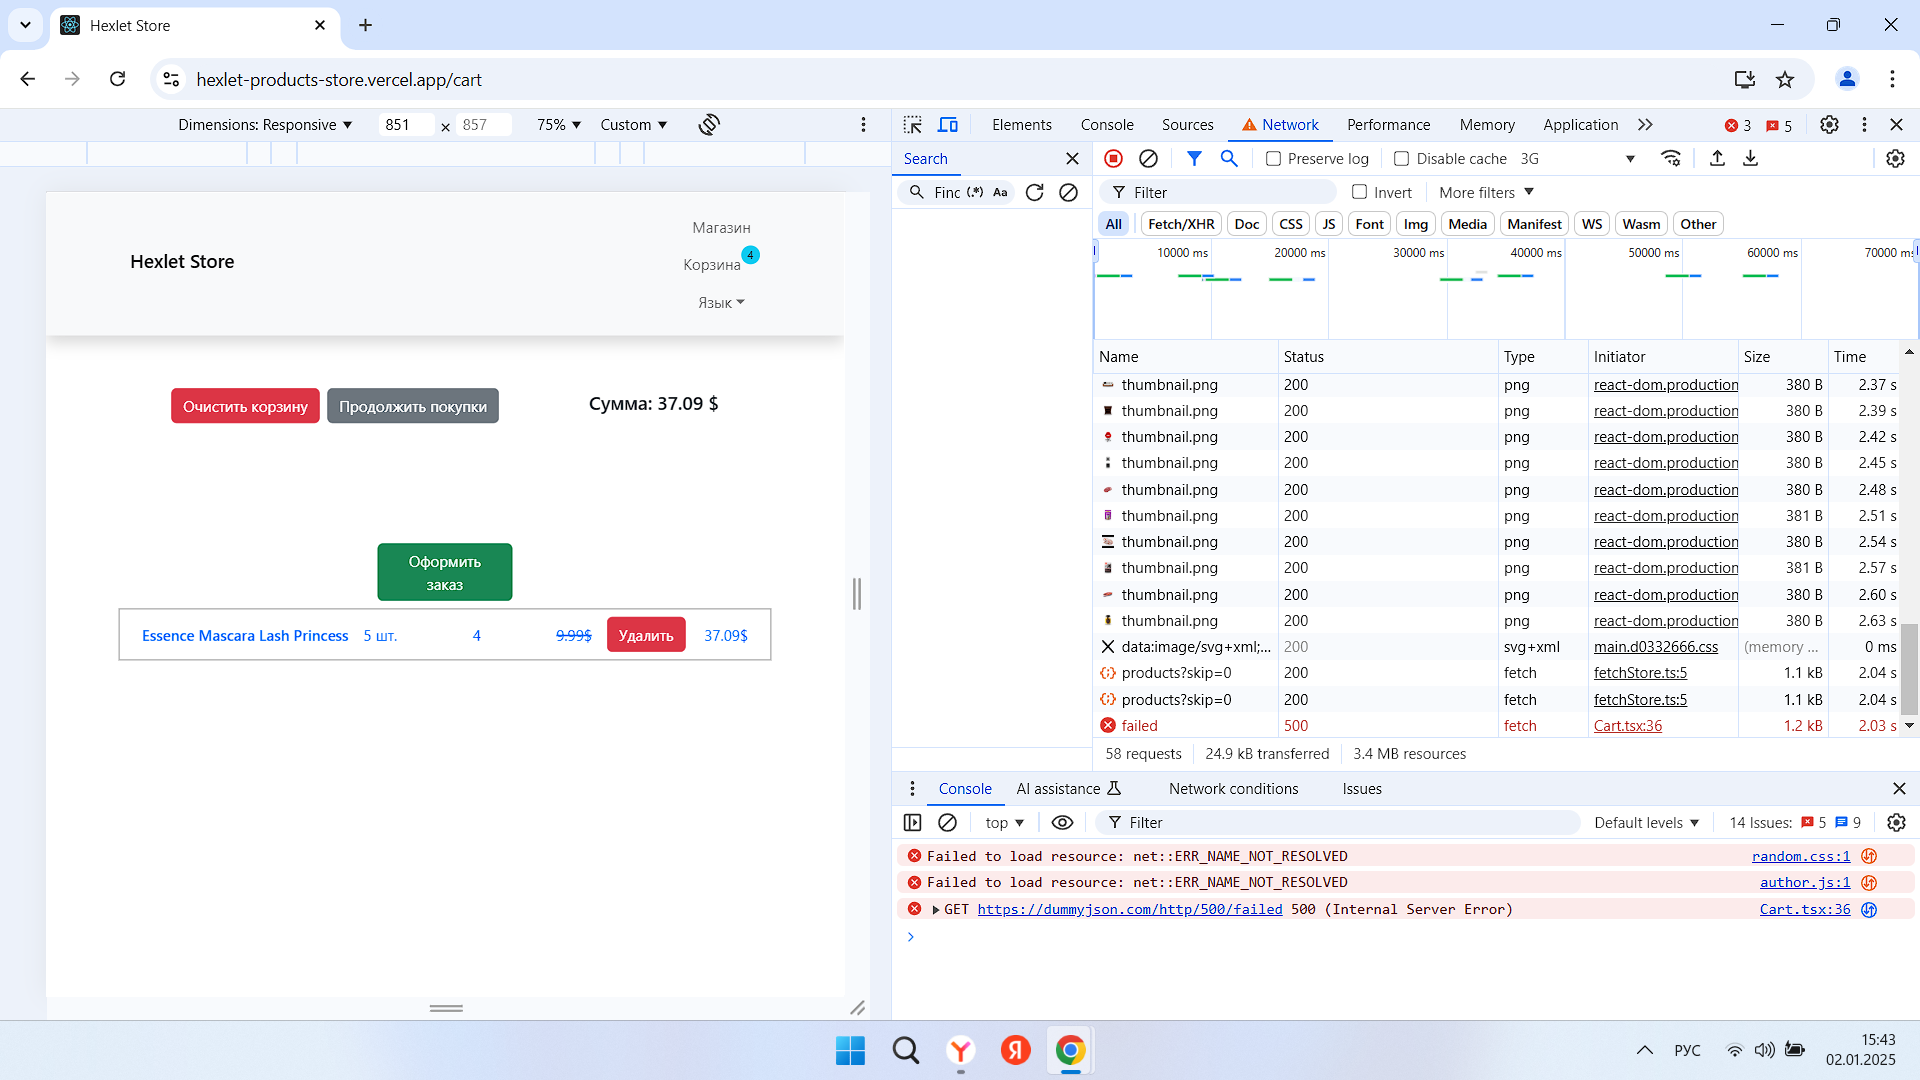 Hexlet Store
hexlet-products-store.vercel.app/cart
Dimensions: Responsive 851 x 857 75% Custom
Hexlet Store
Магазин
Корзина 4
Язык
Очистить корзину Продолжить покупки Сумма: 37.09 $
Оформить
заказ
Essence Mascara Lash Princess 5 шт. 4 9.99$ Удалить 37.09$
Elements Console Sources Network Performance Memory Application 3 5
Search
Finc (.*) Aa
Preserve log Disable cache 3G
Filter Invert More filters
All Fetch/XHR Doc CSS JS Font Img Media Manifest WS Wasm Other
10000 ms 20000 ms 30000 ms 40000 ms 50000 ms 60000 ms 70000 ms
Name Status Type Initiator Size Time
thumbnail.png 200 png react-dom.production 380 B 2.37 s
thumbnail.png 200 png react-dom.production 380 B 2.39 s
thumbnail.png 200 png react-dom.production 380 B 2.42 s
thumbnail.png 200 png react-dom.production 380 B 2.45 s
thumbnail.png 200 png react-dom.production 380 B 2.48 s
thumbnail.png 200 png react-dom.production 381 B 2.51 s
thumbnail.png 200 png react-dom.production 380 B 2.54 s
thumbnail.png 200 png react-dom.production 381 B 2.57 s
thumbnail.png 200 png react-dom.production 380 B 2.60 s
thumbnail.png 200 png react-dom.production 380 B 2.63 s
data:image/svg+xml;... 200 svg+xml main.d0332666.css (memory ... 0 ms
products?skip=0 200 fetch fetchStore.ts:5 1.1 kB 2.04 s
products?skip=0 200 fetch fetchStore.ts:5 1.1 kB 2.04 s
failed 500 fetch Cart.tsx:36 1.2 kB 2.03 s
58 requests 24.9 kB transferred 3.4 MB resources
Console AI assistance Network conditions Issues
top Filter Default levels 14 Issues: 5 9
Failed to load resource: net::ERR_NAME_NOT_RESOLVED random.css:1
Failed to load resource: net::ERR_NAME_NOT_RESOLVED author.js:1
GET https://dummyjson.com/http/500/failed 500 (Internal Server Error) Cart.tsx:36
Я
РУС
15:43
02.01.2025